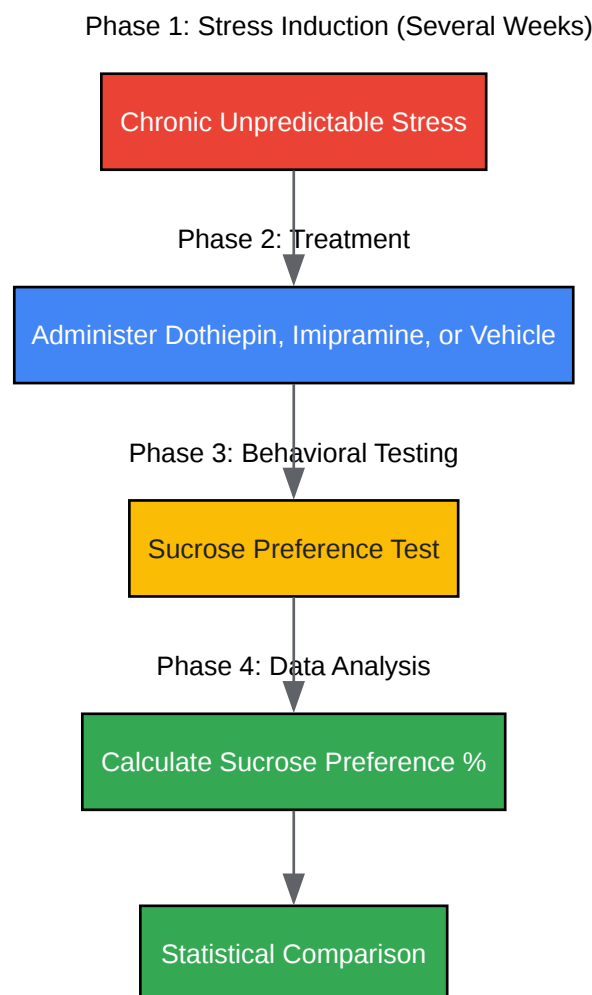 Phase 1: Stress Induction (Several Weeks)
Chronic Unpredictable Stress
Phase 2: Treatment
Administer Dothiepin, Imipramine, or Vehicle
Phase 3: Behavioral Testing
Sucrose Preference Test
Phase 4: Data Analysis
Calculate Sucrose Preference %
Statistical Comparison